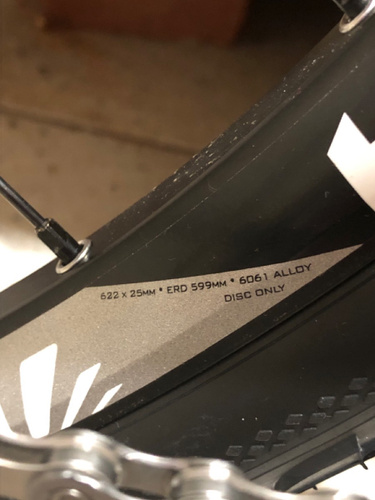 622 x 25MM • ERD 599MM • 6061 ALLOY
DISC ONLY